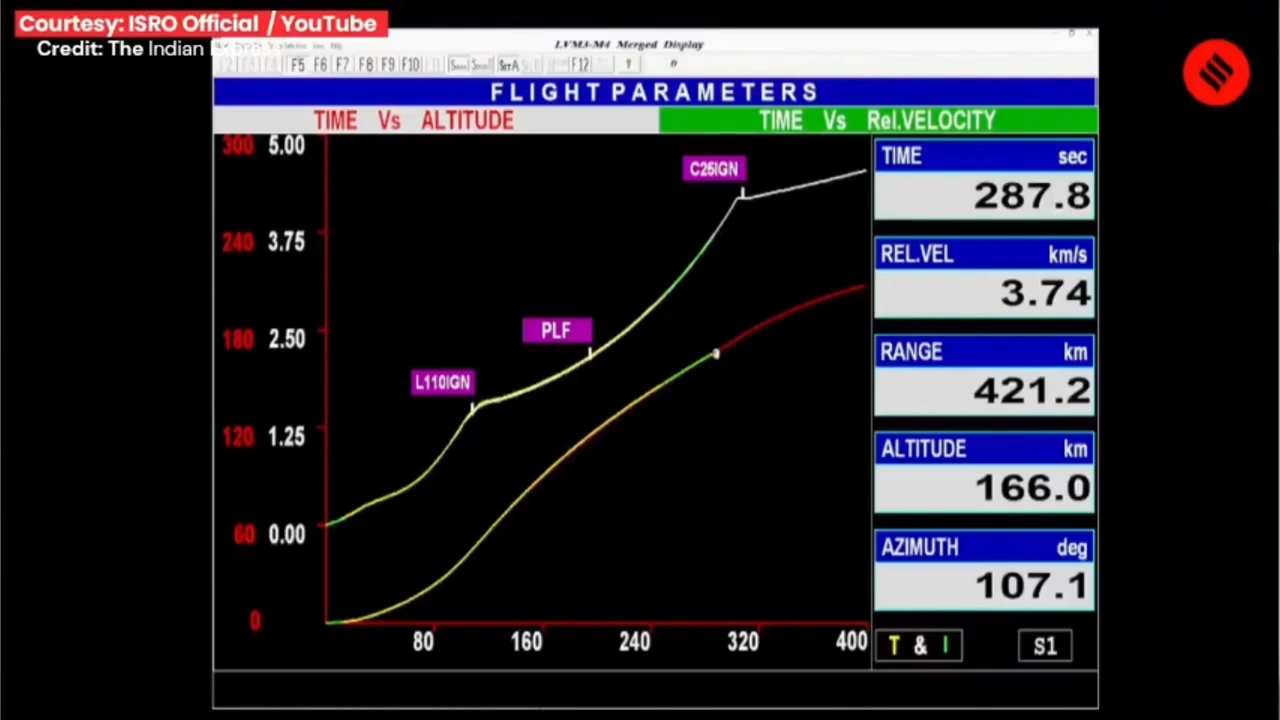 Courtesy: ISRO Official / YouTube
Credit: The Indian Express
LVM3-M4 Merged Display
F5 F6 F7 F8 F9 F10 SetA F12
FLIGHT PARAMETERS
TIME Vs ALTITUDE
TIME Vs Rel.VELOCITY
300 5.00
240 3.75
180 2.50
120 1.25
60 0.00
0
80 160 240 320 400
C25IGN
PLF
L110IGN
TIME sec
287.8
REL.VEL km/s
3.74
RANGE km
421.2
ALTITUDE km
166.0
AZIMUTH deg
107.1
T & I
S1